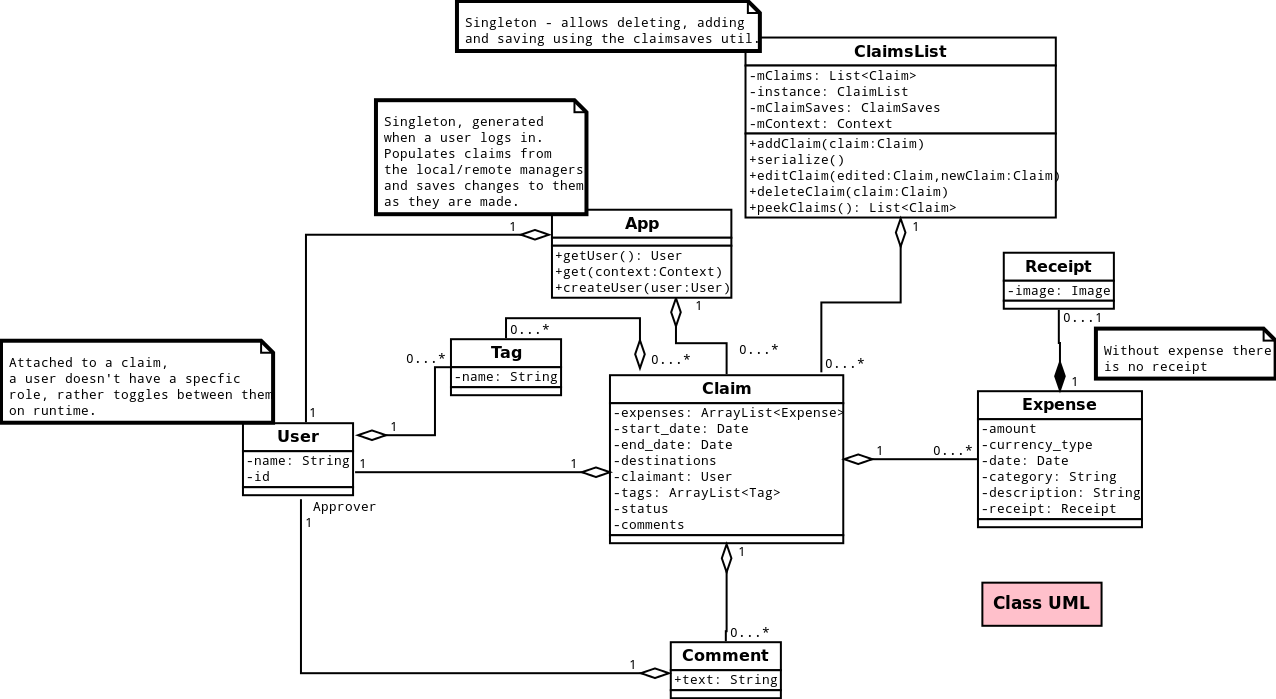 Singleton - allows deleting, adding
and saving using the claimsaves util.
ClaimsList
-mClaims: List<Claim>
-instance: ClaimList
-mClaimSaves: ClaimSaves
-mContext: Context
+addClaim(claim:Claim)
+serialize()
+editClaim(edited:Claim,newClaim:Claim)
+deleteClaim(claim:Claim)
+peekClaims(): List<Claim>
1
Singleton, generated
when a user logs in.
Populates claims from
the local/remote managers
and saves changes to them
as they are made.
1
App
+getUser(): User
+get(context:Context)
+createUser(user:User)
1
Receipt
-image: Image
0...1
Without expense there
is no receipt
1
Expense
-amount
-currency_type
-date: Date
-category: String
-description: String
-receipt: Receipt
0...*
0...*
Tag
-name: String
0...*
0...*
0...*
Attached to a claim,
a user doesn't have a specfic
role, rather toggles between them
on runtime.
1
User
-name: String
-id
1
1
1
Approver
1
Claim
-expenses: ArrayList<Expense>
-start_date: Date
-end_date: Date
-destinations
-claimant: User
-tags: ArrayList<Tag>
-status
-comments
1
0...*
1
0...*
Comment
+text: String
1
Class UML